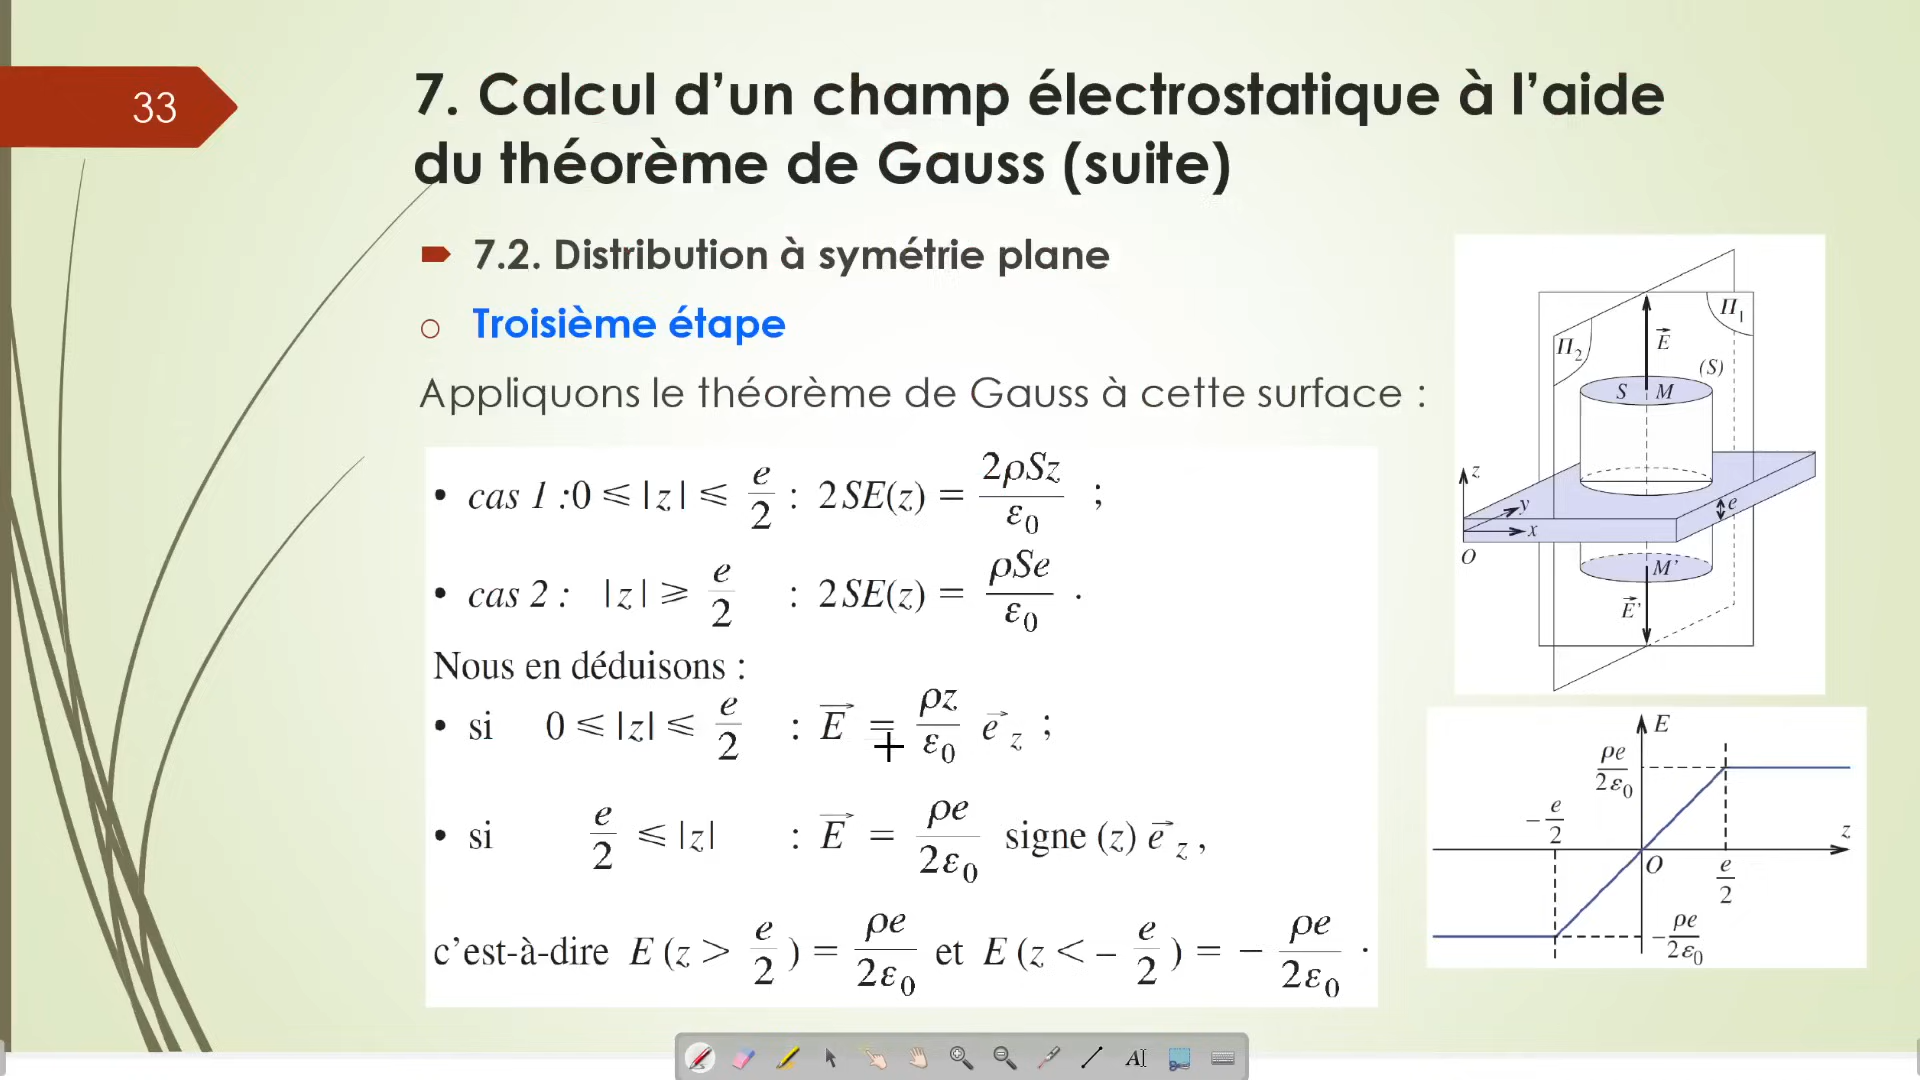 33
7. Calcul d’un champ électrostatique à l’aide
du théorème de Gauss (suite)
7.2. Distribution à symétrie plane
Troisième étape
Appliquons le théorème de Gauss à cette surface :
• cas 1 :0 ⩽ |z| ⩽ e/2 : 2SE(z) = 2ρSz/ε₀ ;
• cas 2 : |z| ⩾ e/2 : 2SE(z) = ρSe/ε₀ .
Nous en déduisons :
• si 0 ⩽ |z| ⩽ e/2 : E⃗ = ρz/ε₀ e⃗z ;
• si e/2 ⩽ |z| : E⃗ = ρe/2ε₀ signe (z) e⃗z ,
c’est-à-dire E (z > e/2) = ρe/2ε₀ et E (z < – e/2) = – ρe/2ε₀ .
Π₁
Π₂
E⃗
(S)
S M
z
y
x
O
e
M'
E⃗'
E
ρe/2ε₀
–e/2
z
O
e/2
–ρe/2ε₀
AI